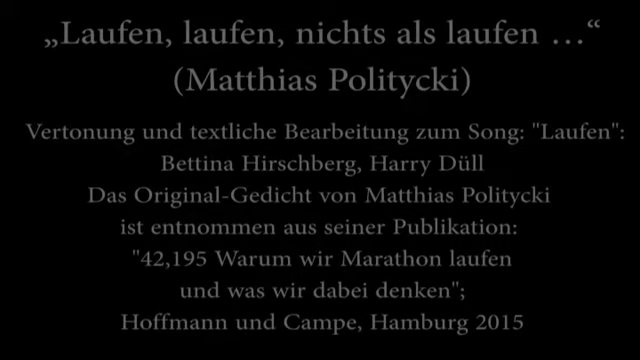 „Laufen, laufen, nichts als laufen …“
(Matthias Politycki)
Vertonung und textliche Bearbeitung zum Song: "Laufen":
Bettina Hirschberg, Harry Düll
Das Original-Gedicht von Matthias Politycki
ist entnommen aus seiner Publikation:
"42,195 Warum wir Marathon laufen
und was wir dabei denken";
Hoffmann und Campe, Hamburg 2015